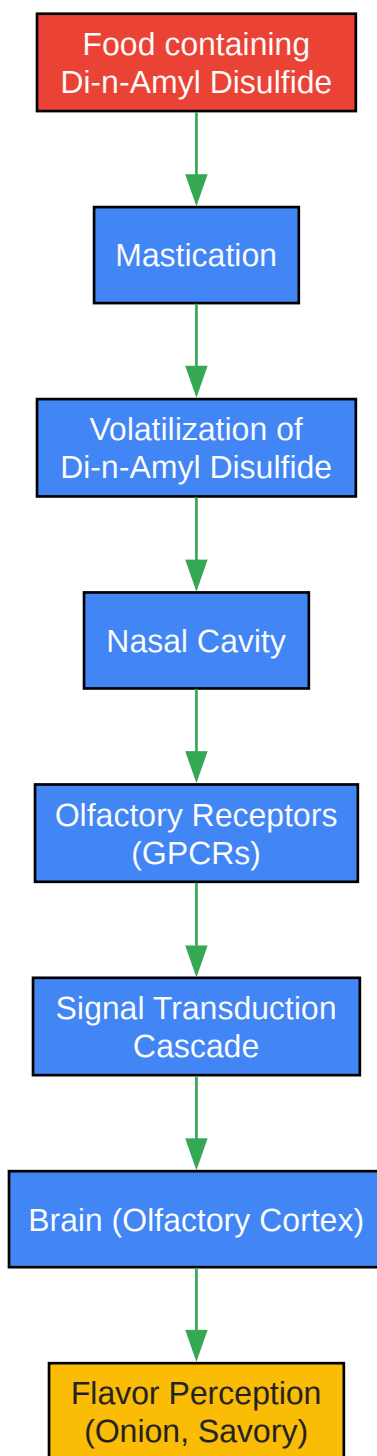 Food containing
Di-n-Amyl Disulfide
Mastication
Volatilization of
Di-n-Amyl Disulfide
Nasal Cavity
Olfactory Receptors
(GPCRs)
Signal Transduction
Cascade
Brain (Olfactory Cortex)
Flavor Perception
(Onion, Savory)